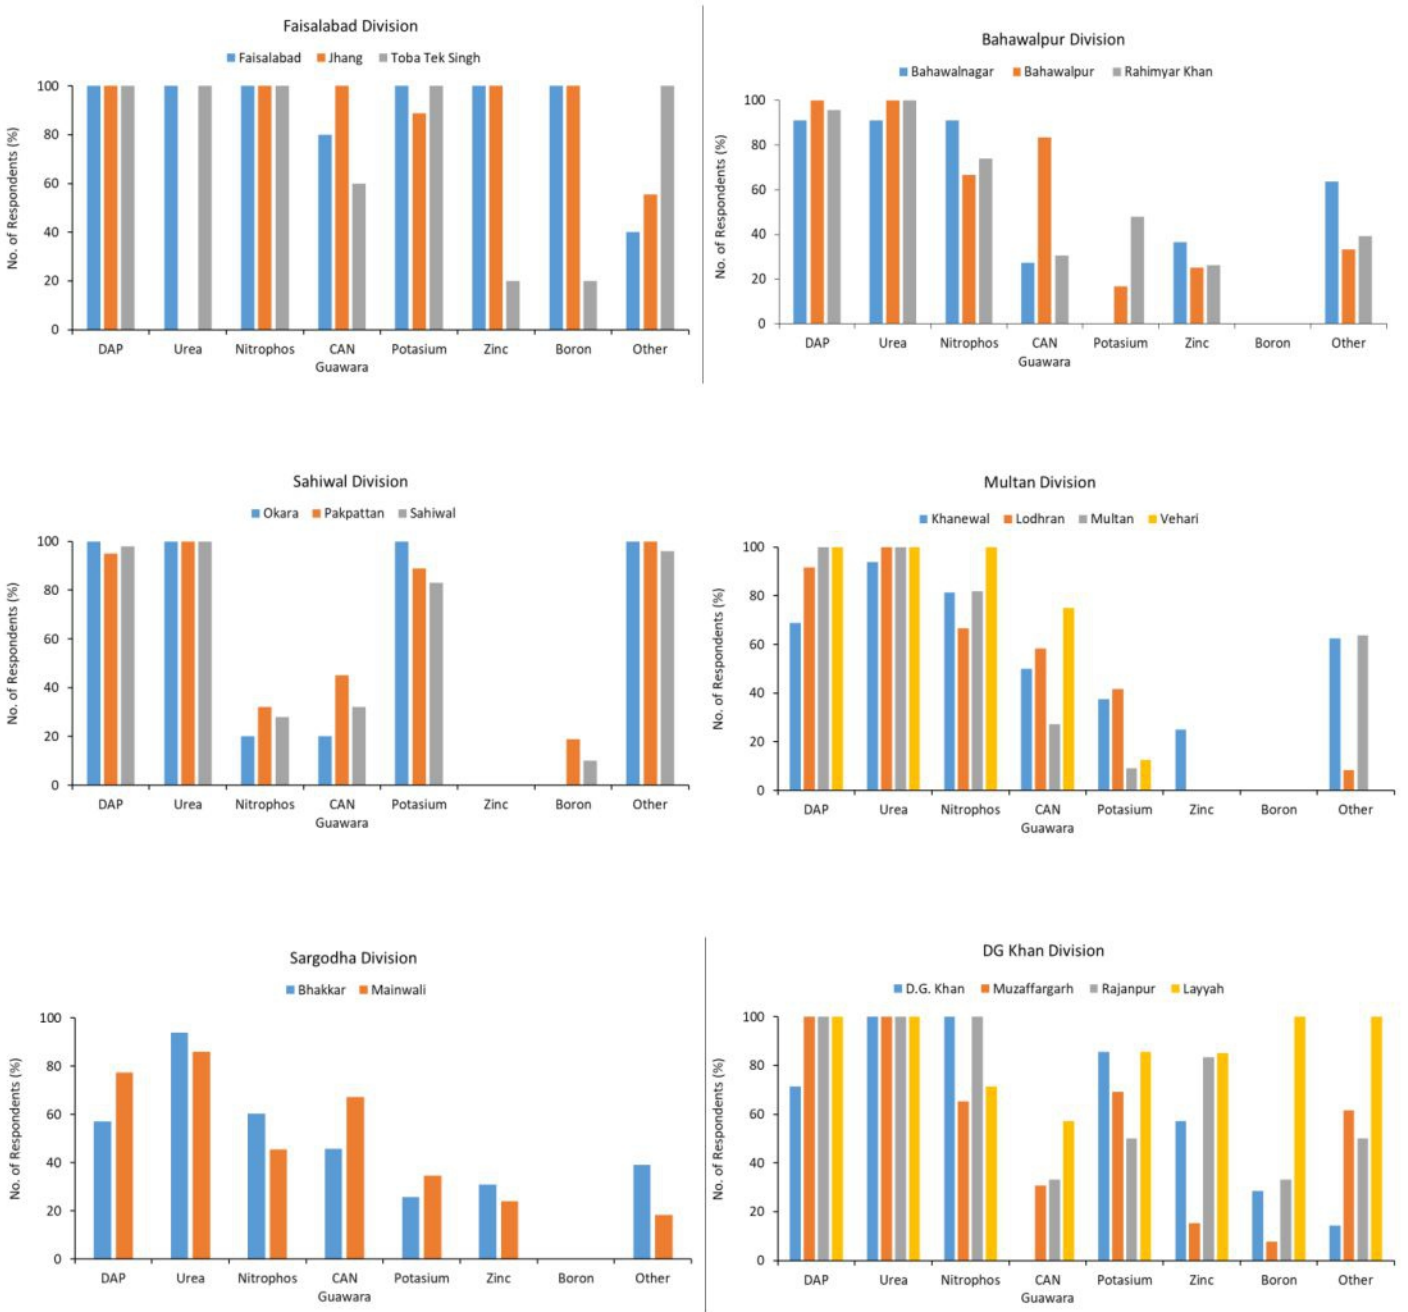 Faisalabad Division
Faisalabad Jhang Toba Tek Singh
No. of Respondents (%)
100
80
60
40
20
0
DAP Urea Nitrophos CAN Guawara Potasium Zinc Boron Other
Bahawalpur Division
Bahawalnagar Bahawalpur Rahimyar Khan
No. of Respondents (%)
100
80
60
40
20
0
DAP Urea Nitrophos CAN Guawara Potasium Zinc Boron Other
Sahiwal Division
Okara Pakpattan Sahiwal
No. of Respondents (%)
100
80
60
40
20
0
DAP Urea Nitrophos CAN Guawara Potasium Zinc Boron Other
Multan Division
Khanewal Lodhran Multan Vehari
No. of Respondents (%)
100
80
60
40
20
0
DAP Urea Nitrophos CAN Guawara Potasium Zinc Boron Other
Sargodha Division
Bhakkar Mainwali
No. of Respondents (%)
100
80
60
40
20
0
DAP Urea Nitrophos CAN Guawara Potasium Zinc Boron Other
DG Khan Division
D.G. Khan Muzaffargarh Rajanpur Layyah
No. of Respondents (%)
100
80
60
40
20
0
DAP Urea Nitrophos CAN Guawara Potasium Zinc Boron Other